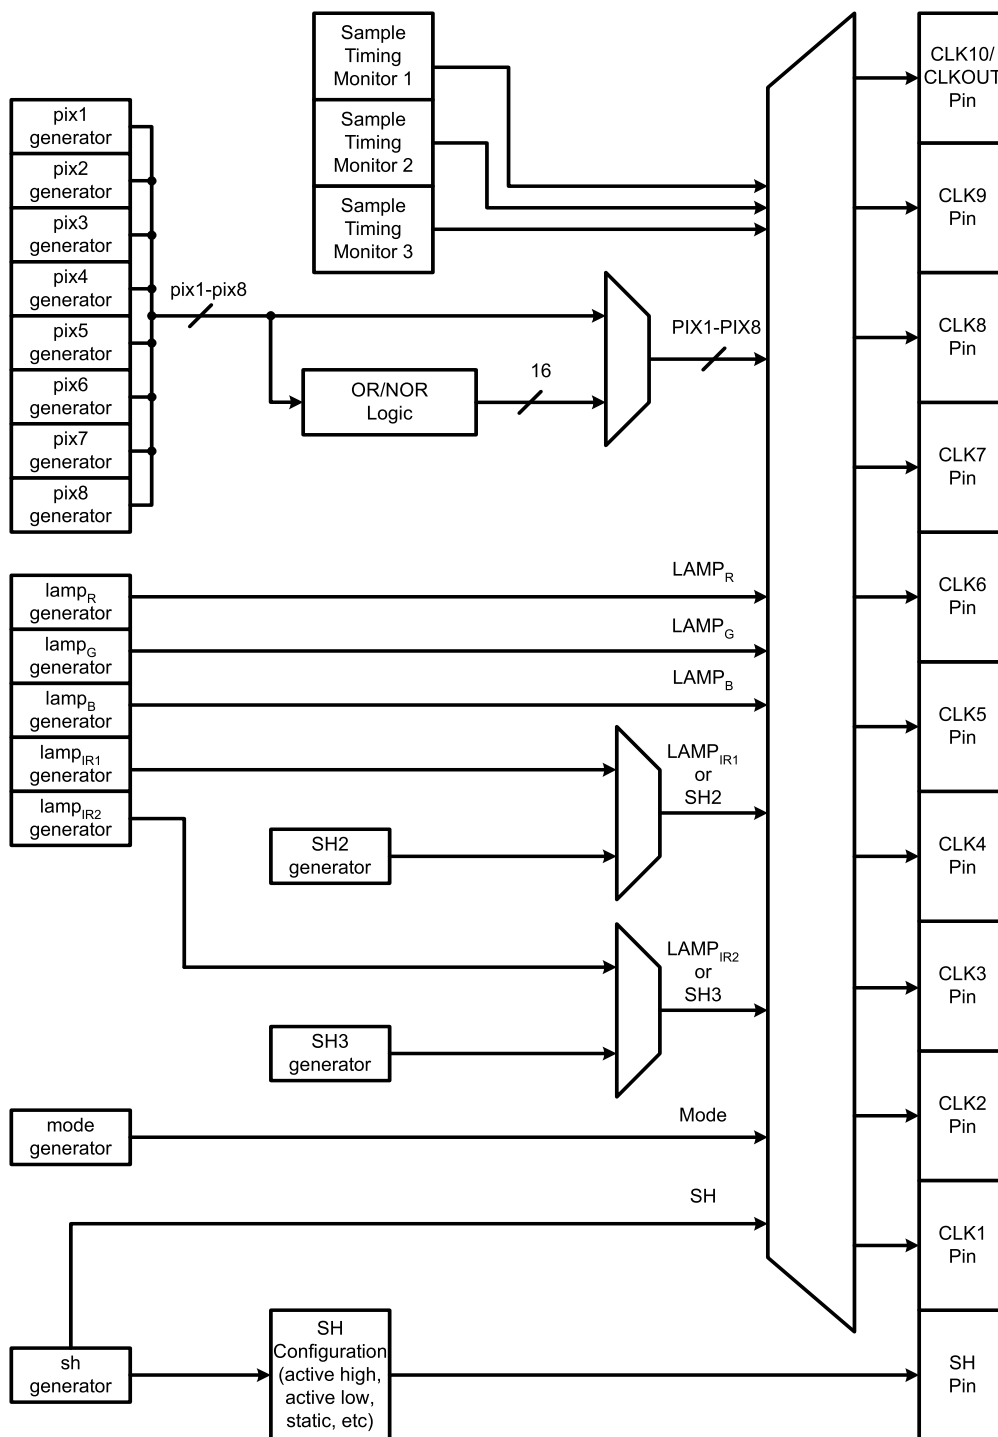 Sample
Timing
Monitor 1
Sample
Timing
Monitor 2
Sample
Timing
Monitor 3
pix1
generator
pix2
generator
pix3
generator
pix4
generator
pix5
generator
pix6
generator
pix7
generator
pix8
generator
pix1-pix8
OR/NOR
Logic
16
PIX1-PIX8
lampR
generator
lampG
generator
lampB
generator
lampIR1
generator
lampIR2
generator
LAMPR
LAMPG
LAMPB
SH2
generator
LAMPIR1
or
SH2
SH3
generator
LAMPIR2
or
SH3
mode
generator
Mode
SH
sh
generator
SH
Configuration
(active high,
active low,
static, etc)
CLK10/
CLKOUT
Pin
CLK9
Pin
CLK8
Pin
CLK7
Pin
CLK6
Pin
CLK5
Pin
CLK4
Pin
CLK3
Pin
CLK2
Pin
CLK1
Pin
SH
Pin